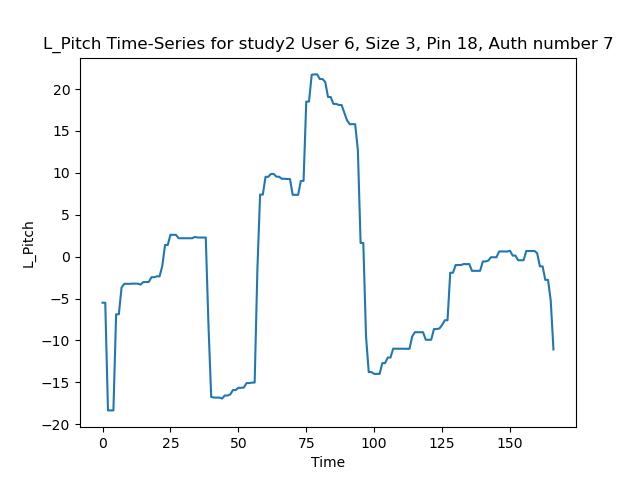 L_Pitch Time-Series for study2 User 6, Size 3, Pin 18, Auth number 7
L_Pitch
20
15
10
5
0
−5
−10
−15
−20
0 25 50 75 100 125 150
Time